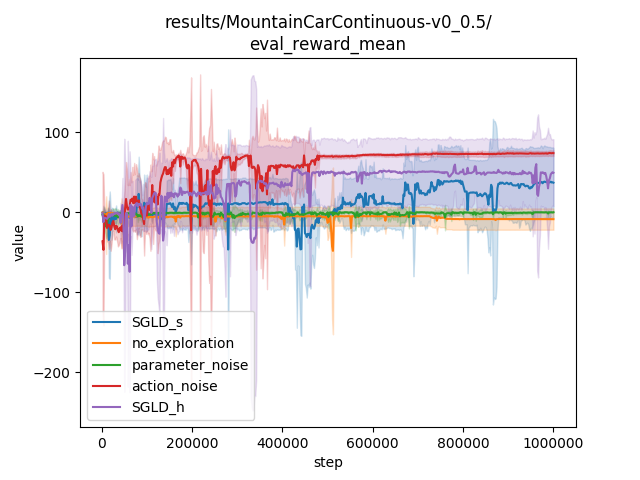 results/MountainCarContinuous-v0_0.5/
eval_reward_mean
value
100
0
−100
−200
SGLD_s
no_exploration
parameter_noise
action_noise
SGLD_h
0
200000
400000
600000
800000
1000000
step